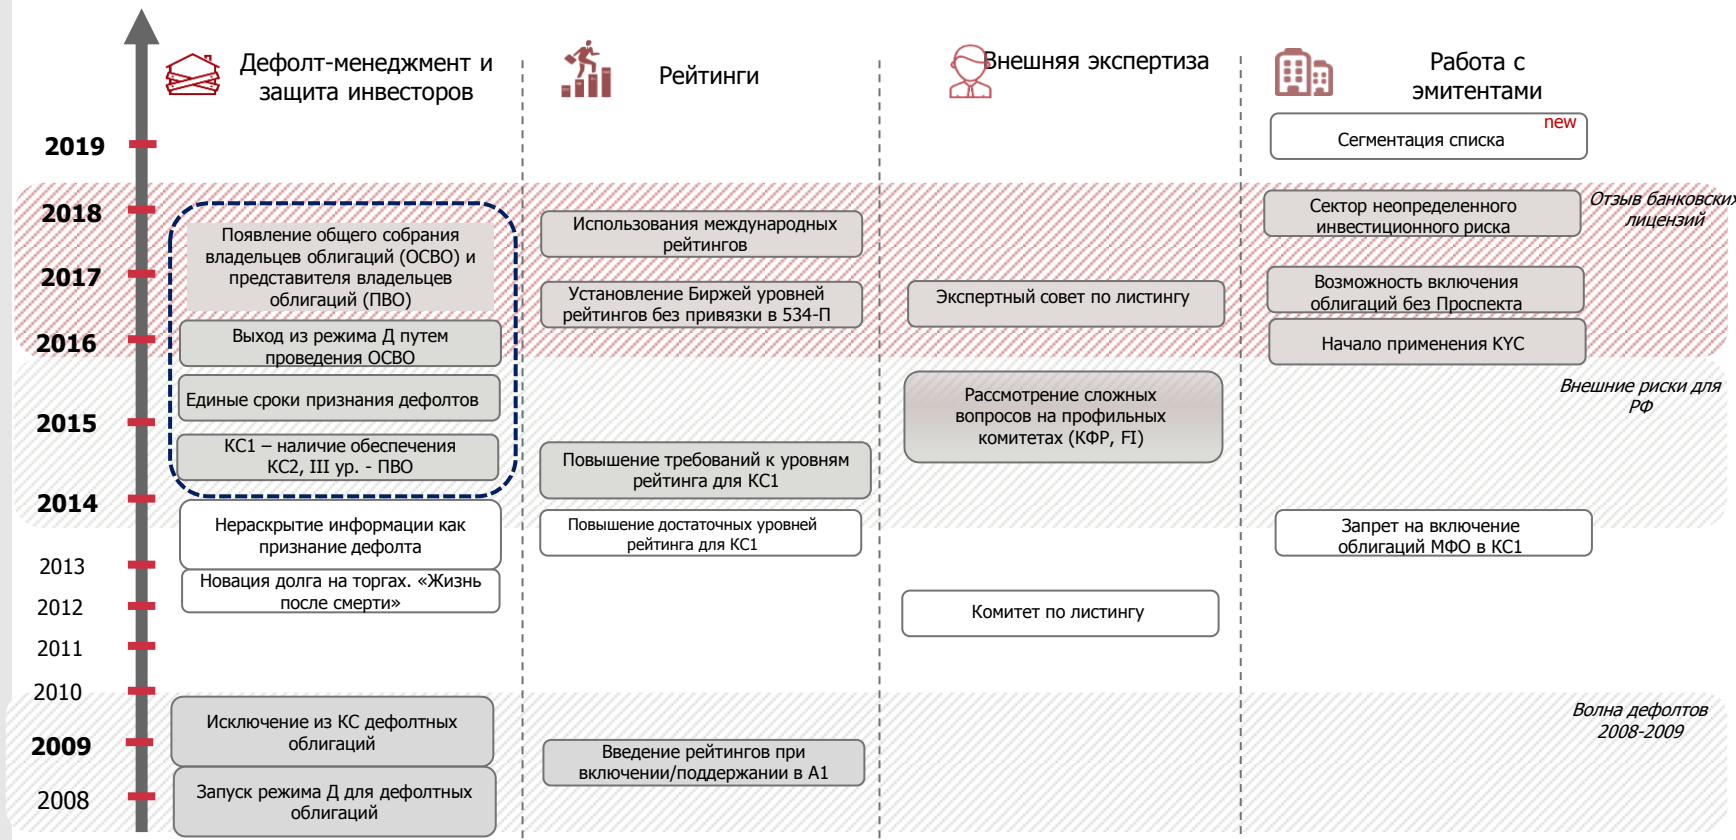 Дефолт-менеджмент и
защита инвесторов
Рейтинги
Внешняя экспертиза
Работа с
эмитентами
2019
new
Сегментация списка
2018
Появление общего собрания
владельцев облигаций (ОСВО) и
представителя владельцев
облигаций (ПВО)
Использования международных
рейтингов
Сектор неопределенного
инвестиционного риска
Отзыв банковских
лицензий
2017
Установление Биржей уровней
рейтингов без привязки в 534-П
Экспертный совет по листингу
Возможность включения
облигаций без Проспекта
2016
Выход из режима Д путем
проведения ОСВО
Начало применения KYC
Единые сроки признания дефолтов
Рассмотрение сложных
вопросов на профильных
комитетах (КФР, FI)
Внешние риски для
РФ
2015
КС1 – наличие обеспечения
КС2, III ур. - ПВО
Повышение требований к уровням
рейтинга для КС1
2014
Нераскрытие информации как
признание дефолта
Повышение достаточных уровней
рейтинга для КС1
Запрет на включение
облигаций МФО в КС1
2013
Новация долга на торгах. «Жизнь
после смерти»
2012
Комитет по листингу
2011
2010
Исключение из КС дефолтных
облигаций
Волна дефолтов
2008-2009
2009
Введение рейтингов при
включении/поддержании в А1
2008
Запуск режима Д для дефолтных
облигаций